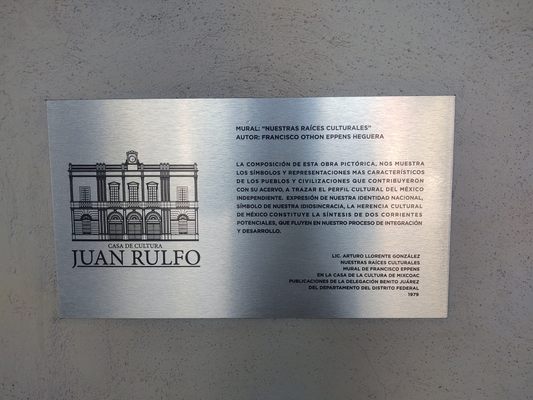 MURAL: "NUESTRAS RAÍCES CULTURALES"
AUTOR: FRANCISCO OTHON EPPENS HEGUERA
LA COMPOSICIÓN DE ESTA OBRA PICTÓRICA, NOS MUESTRA
LOS SÍMBOLOS Y REPRESENTACIONES MAS CARACTERÍSTICOS
DE LOS PUEBLOS Y CIVILIZACIONES QUE CONTRIBUYERON
CON SU ACERVO, A TRAZAR EL PERFIL CULTURAL DEL MÉXICO
INDEPENDIENTE. EXPRESIÓN DE NUESTRA IDENTIDAD NACIONAL,
SÍMBOLO DE NUESTRA IDIOSINCRACIA, LA HERENCIA CULTURAL
DE MÉXICO CONSTITUYE LA SÍNTESIS DE DOS CORRIENTES
POTENCIALES, QUE FLUYEN EN NUESTRO PROCESO DE INTEGRACIÓN
Y DESARROLLO.
LIC. ARTURO LLORENTE GONZÁLEZ
NUESTRAS RAÍCES CULTURALES
MURAL DE FRANCISCO EPPENS
EN LA CASA DE LA CULTURA DE MIXCOAC
PUBLICACIONES DE LA DELEGACIÓN BENITO JUÁREZ
DEL DEPARTAMENTO DEL DISTRITO FEDERAL
1979
CASA DE CULTURA
JUAN RULFO